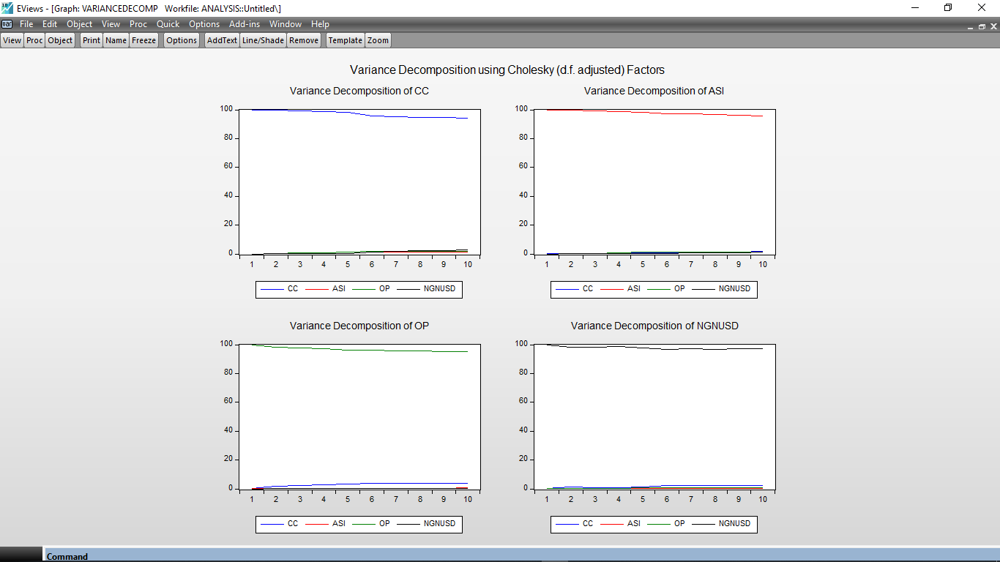 EViews - [Graph: VARIANCEDECOMP   Workfile: ANALYSIS::Untitled\]
var File Edit Object View Proc Quick Options Add-ins Window Help
View Proc Object Print Name Freeze Options AddText Line/Shade Remove Template Zoom
Variance Decomposition using Cholesky (d.f. adjusted) Factors
Variance Decomposition of CC
100
80
60
40
20
0
1 2 3 4 5 6 7 8 9 10
CC ASI OP NGNUSD
Variance Decomposition of ASI
100
80
60
40
20
0
1 2 3 4 5 6 7 8 9 10
CC ASI OP NGNUSD
Variance Decomposition of OP
100
80
60
40
20
0
1 2 3 4 5 6 7 8 9 10
CC ASI OP NGNUSD
Variance Decomposition of NGNUSD
100
80
60
40
20
0
1 2 3 4 5 6 7 8 9 10
CC ASI OP NGNUSD
Command